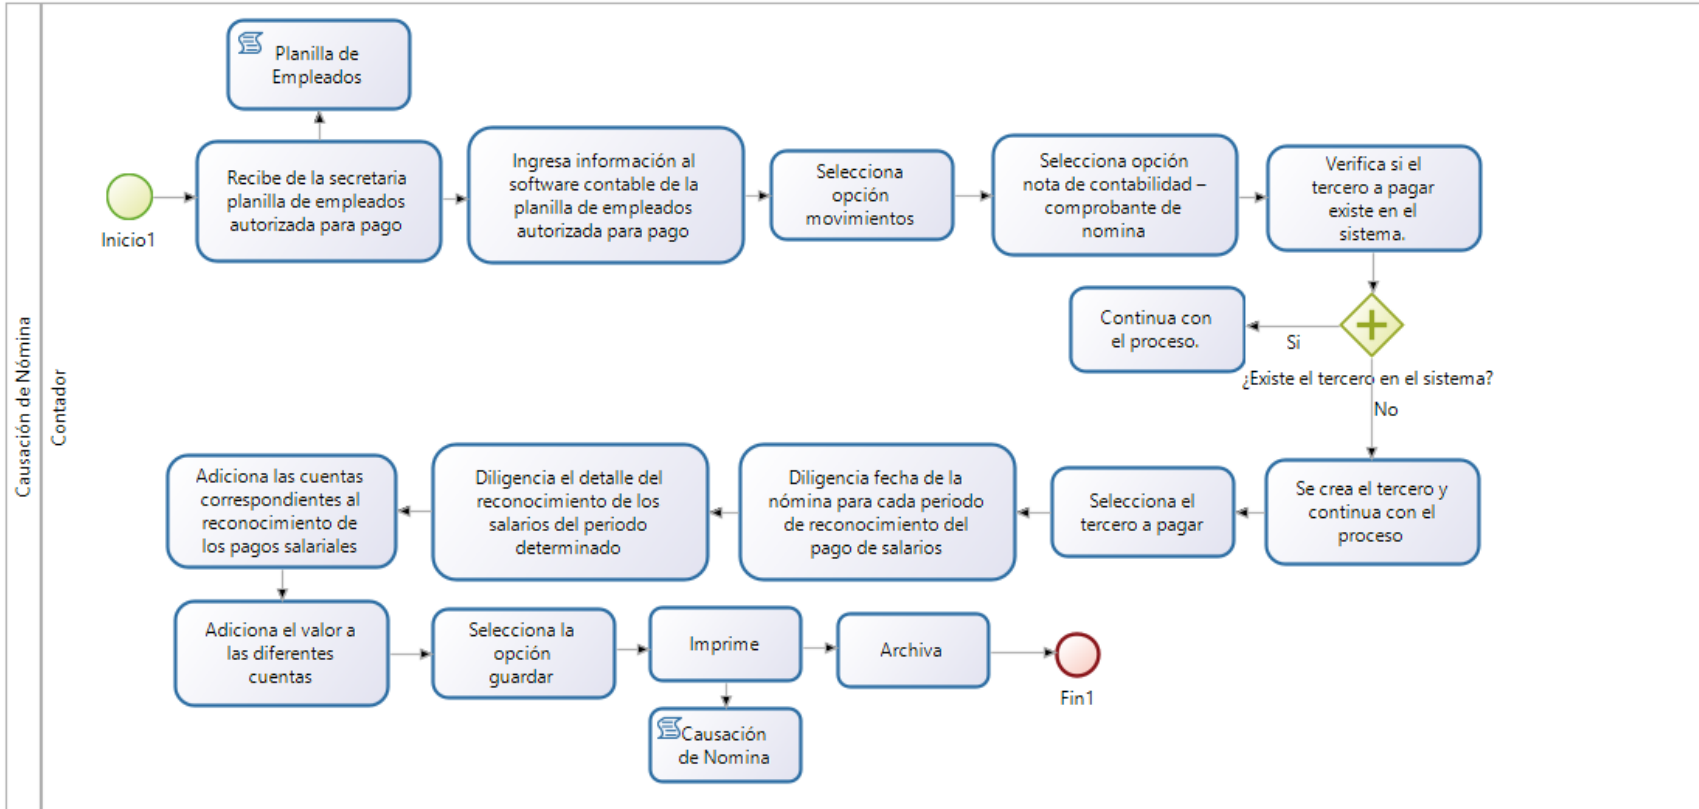 Causación de Nómina
Contador
Planilla de
Empleados
Inicio1
Recibe de la secretaria
planilla de empleados
autorizada para pago
Ingresa información al
software contable de la
planilla de empleados
autorizada para pago
Selecciona
opción
movimientos
Selecciona opción
nota de contabilidad –
comprobante de
nomina
Verifica si el
tercero a pagar
existe en el
sistema.
Continua con
el proceso.
Si
¿Existe el tercero en el sistema?
No
Se crea el tercero y
continua con el
proceso
Selecciona el
tercero a pagar
Diligencia fecha de la
nómina para cada periodo
de reconocimiento del
pago de salarios
Diligencia el detalle del
reconocimiento de los
salarios del periodo
determinado
Adiciona las cuentas
correspondientes al
reconocimiento de
los pagos salariales
Adiciona el valor a
las diferentes
cuentas
Selecciona la
opción
guardar
Imprime
Causación
de Nomina
Archiva
Fin1